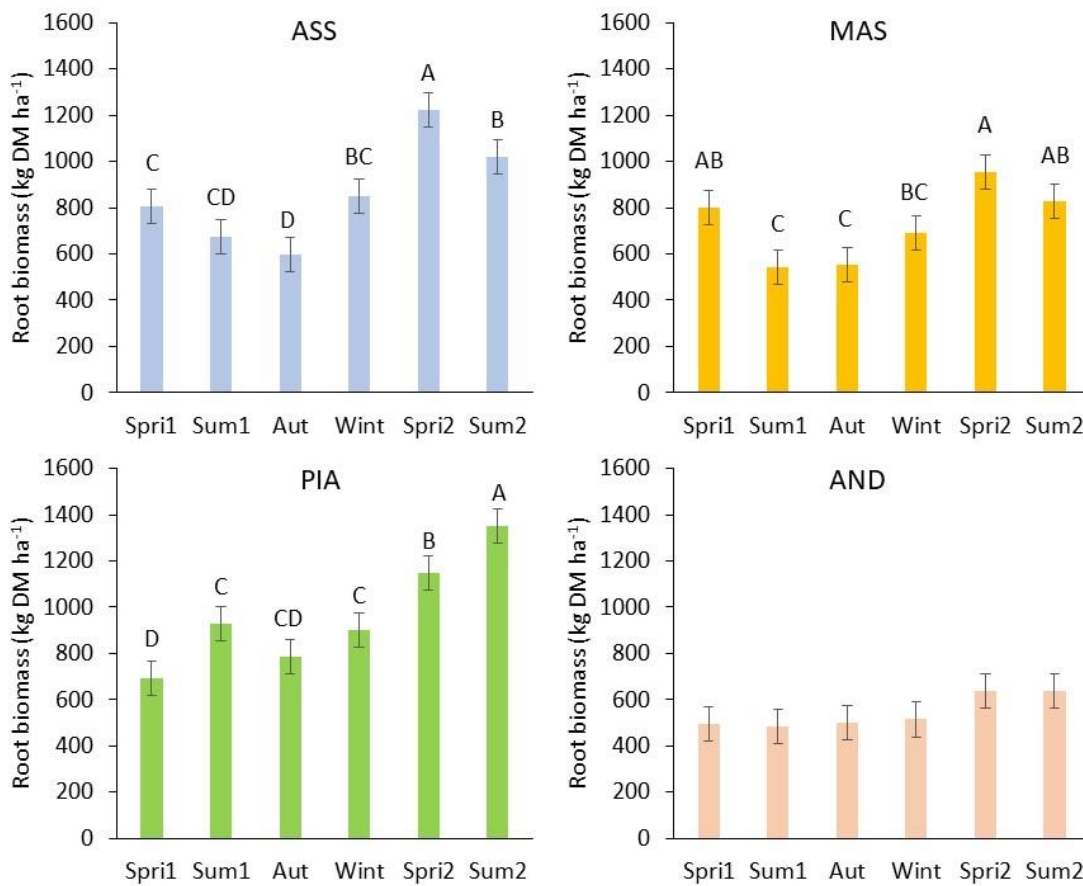 ASS
Root biomass (kg DM ha⁻¹)
1600
1400
1200
1000
800
600
400
200
0
C
CD
D
BC
A
B
Spri1 Sum1 Aut Wint Spri2 Sum2
MAS
Root biomass (kg DM ha⁻¹)
1600
1400
1200
1000
800
600
400
200
0
AB
C
C
BC
A
AB
Spri1 Sum1 Aut Wint Spri2 Sum2
PIA
Root biomass (kg DM ha⁻¹)
1600
1400
1200
1000
800
600
400
200
0
D
C
CD
C
B
A
Spri1 Sum1 Aut Wint Spri2 Sum2
AND
Root biomass (kg DM ha⁻¹)
1600
1400
1200
1000
800
600
400
200
0
Spri1 Sum1 Aut Wint Spri2 Sum2